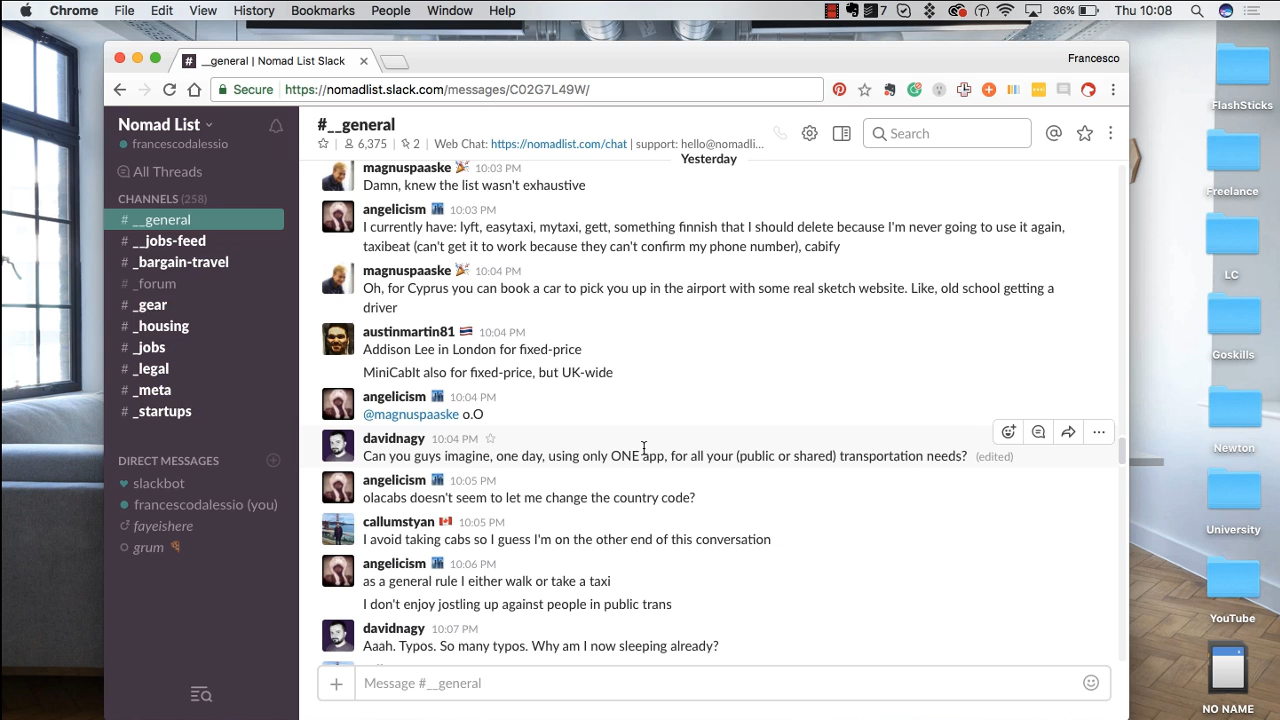 Chrome File Edit View History Bookmarks People Window Help 7 36% Thu 10:08
__general | Nomad List Slack
Francesco
Secure https://nomadlist.slack.com/messages/C02G7L49W/
Nomad List
francescodalessio
All Threads
CHANNELS (258)
# __general
# __jobs-feed
# _bargain-travel
# _forum
# _gear
# _housing
# _jobs
# _legal
# _meta
# _startups
DIRECT MESSAGES
slackbot
francescodalessio (you)
fayeishere
grum
#__general
6,375 2 Web Chat: https://nomadlist.com/chat | support: hello@nomadli...
Search
Yesterday
magnuspaaske 10:03 PM
Damn, knew the list wasn't exhaustive
angelicism 10:03 PM
I currently have: lyft, easytaxi, mytaxi, gett, something finnish that I should delete because I'm never going to use it again,
taxibeat (can't get it to work because they can't confirm my phone number), cabify
magnuspaaske 10:04 PM
Oh, for Cyprus you can book a car to pick you up in the airport with some real sketch website. Like, old school getting a
driver
austinmartin81 10:04 PM
Addison Lee in London for fixed-price
MiniCabIt also for fixed-price, but UK-wide
angelicism 10:04 PM
@magnuspaaske o.O
davidnagy 10:04 PM
Can you guys imagine, one day, using only ONE app, for all your (public or shared) transportation needs? (edited)
angelicism 10:05 PM
olacabs doesn't seem to let me change the country code?
callumstyan 10:05 PM
I avoid taking cabs so I guess I'm on the other end of this conversation
angelicism 10:06 PM
as a general rule I either walk or take a taxi
I don't enjoy jostling up against people in public trans
davidnagy 10:07 PM
Aaah. Typos. So many typos. Why am I now sleeping already?
Message #__general
FlashSticks
Freelance
LC
Goskills
Newton
University
YouTube
NO NAME